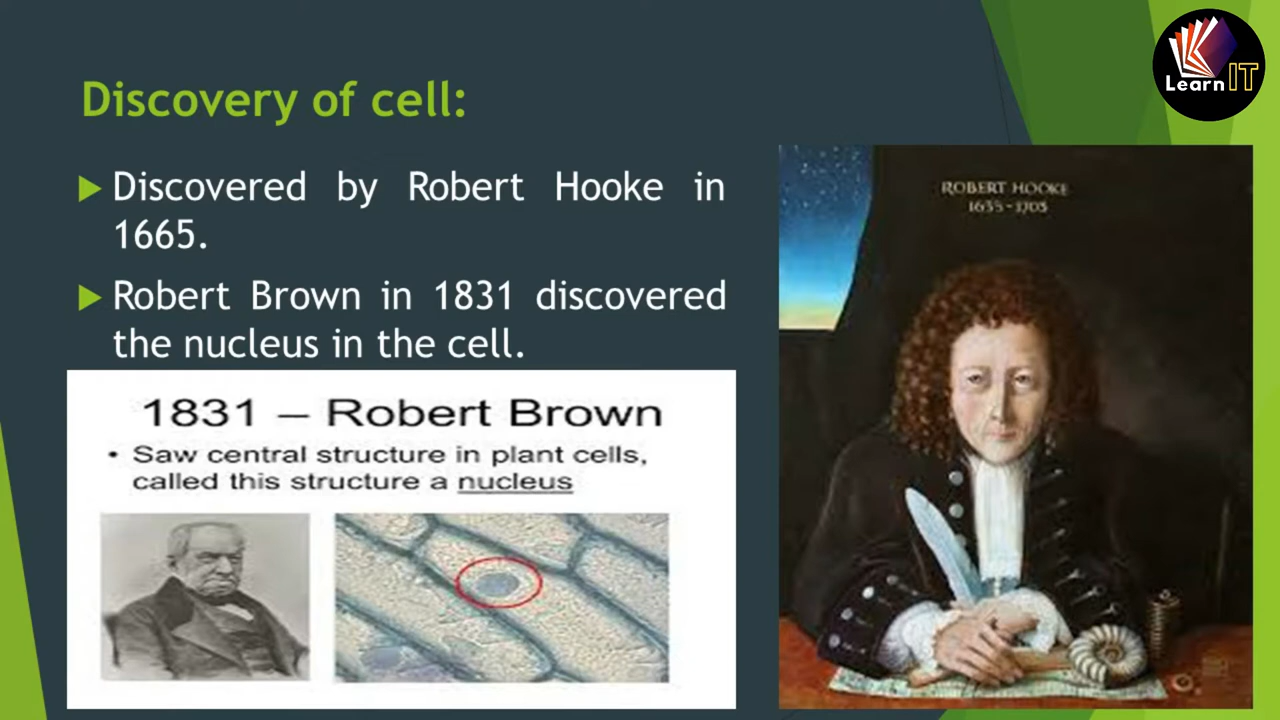 Learn IT
Discovery of cell:
Discovered by Robert Hooke in
1665.
Robert Brown in 1831 discovered
the nucleus in the cell.
1831 – Robert Brown
• Saw central structure in plant cells,
called this structure a nucleus
ROBERT HOOKE
1635-1703